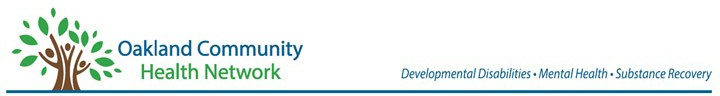 Oakland Community
Health Network
Developmental Disabilities • Mental Health • Substance Recovery